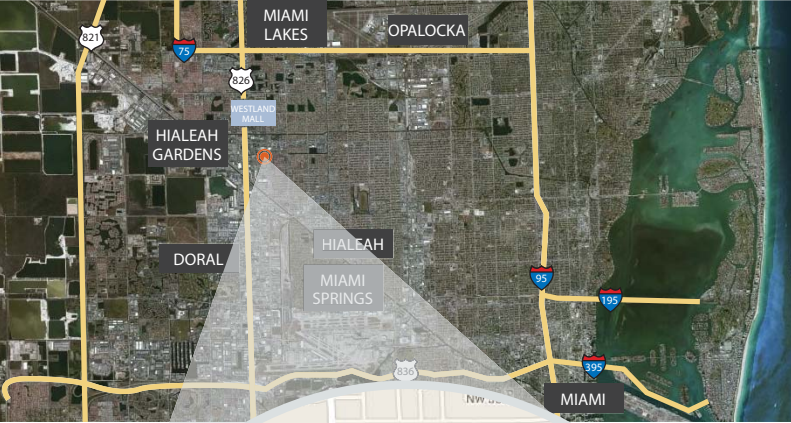 MIAMI
LAKES
OPALOCKA
821
75
826
WESTLAND
MALL
HIALEAH
GARDENS
HIALEAH
DORAL
MIAMI
SPRINGS
95
195
836
395
NW
MIAMI